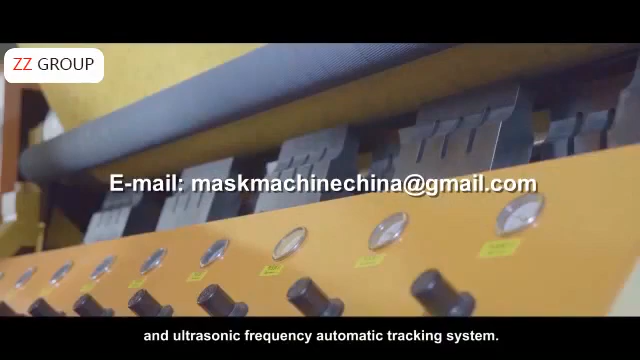 ZZ GROUP
E-mail: maskmachinechina@gmail.com
and ultrasonic frequency automatic tracking system.